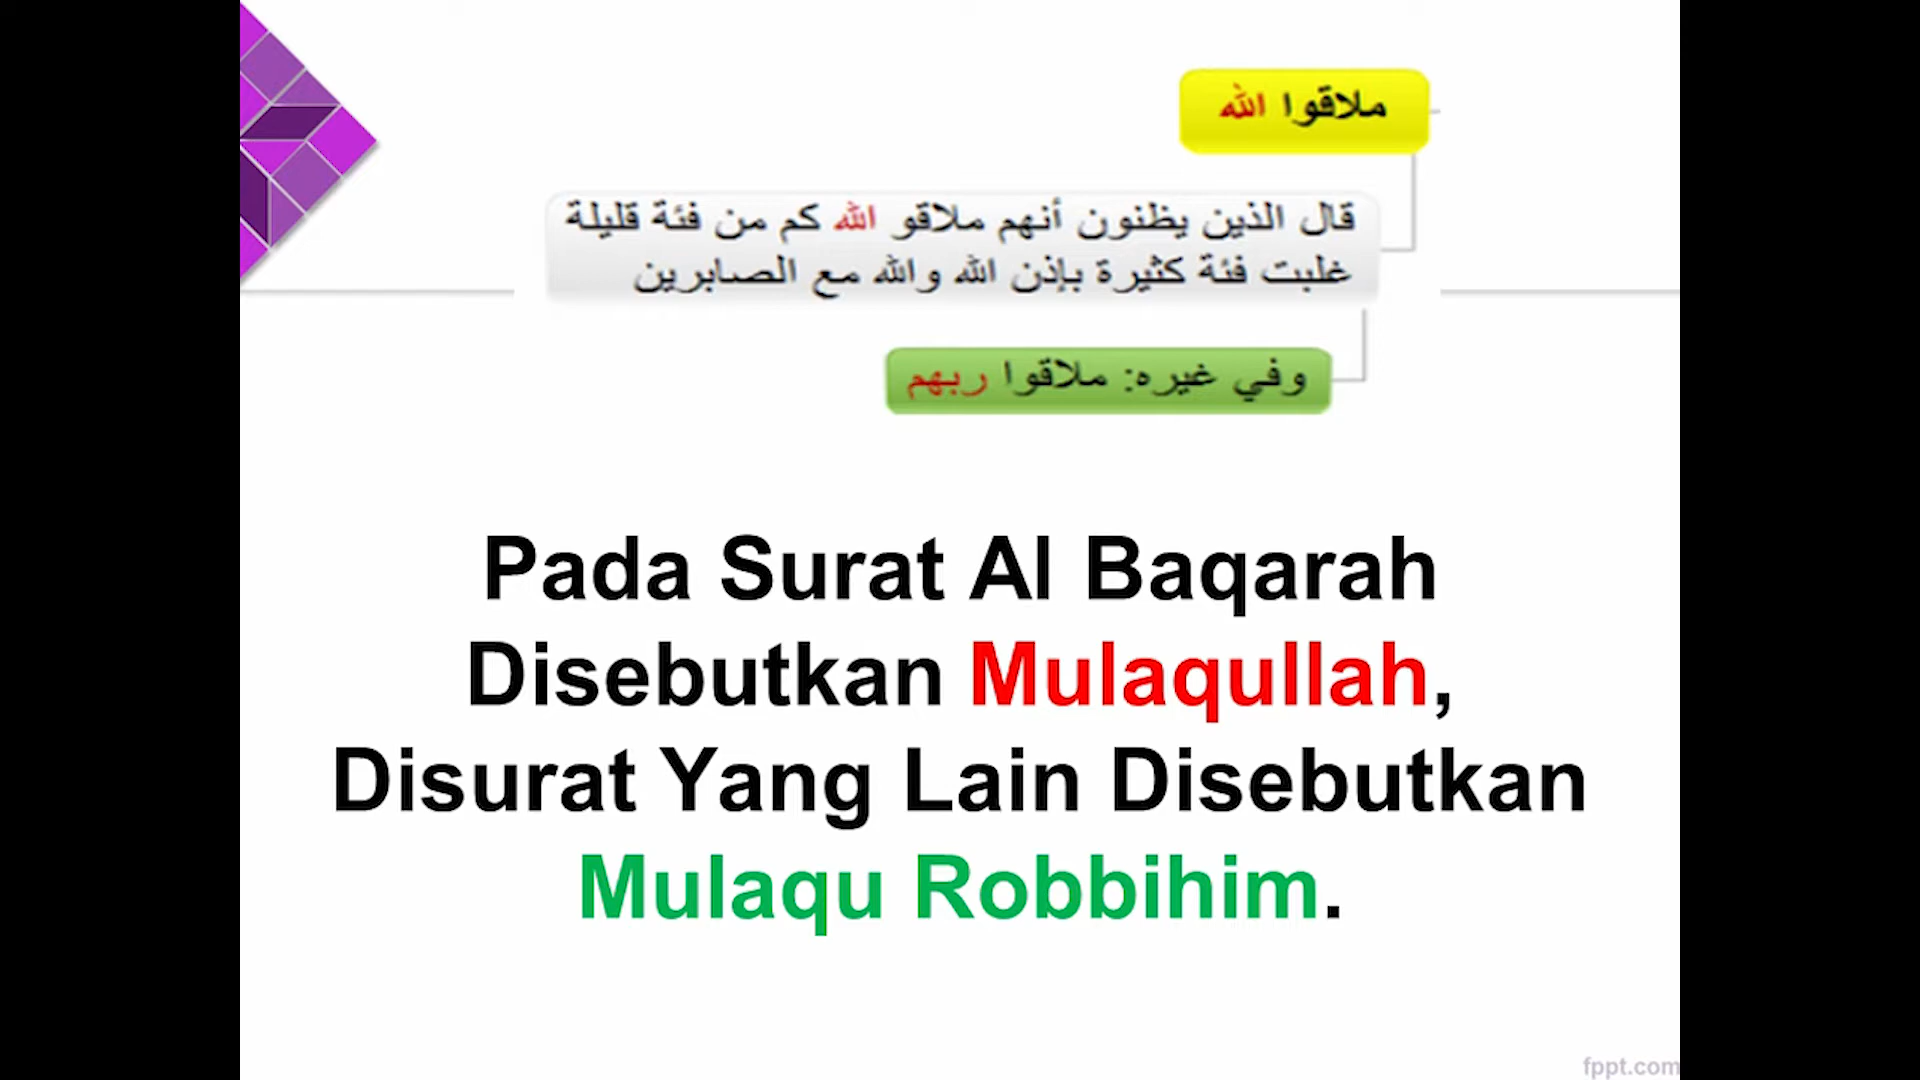 ملاقوا الله
قال الذين يظنون أنهم ملاقو الله كم من فئة قليلة
غلبت فئة كثيرة بإذن الله والله مع الصابرين
وفي غيره: ملاقوا ربهم
Pada Surat Al Baqarah
Disebutkan Mulaqullah,
Disurat Yang Lain Disebutkan
Mulaqu Robbihim.
fppt.com